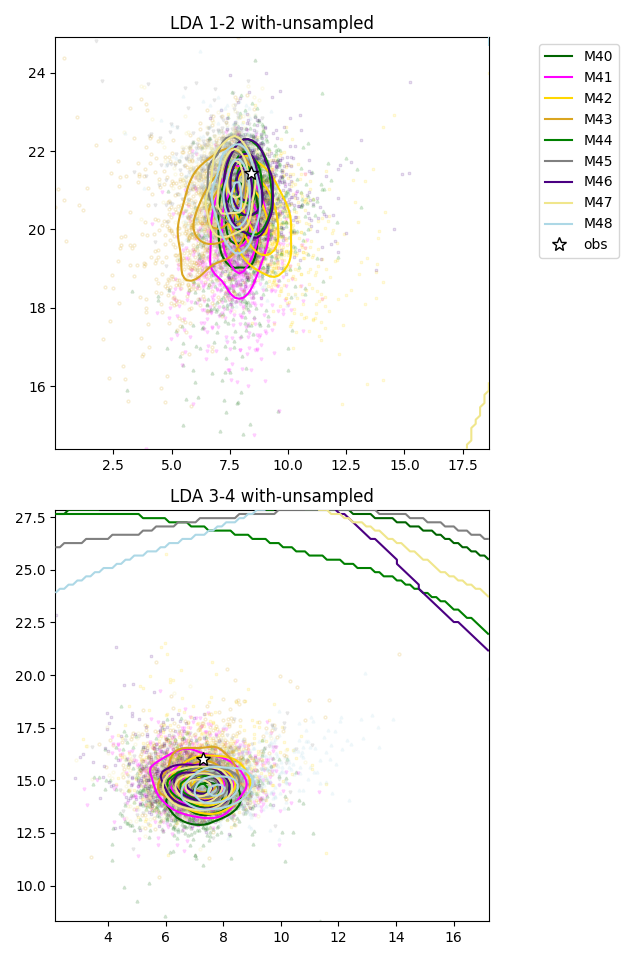 LDA 1-2 with-unsampled
24
22
20
18
16
2.5 5.0 7.5 10.0 12.5 15.0 17.5
M40
M41
M42
M43
M44
M45
M46
M47
M48
obs
LDA 3-4 with-unsampled
27.5
25.0
22.5
20.0
17.5
15.0
12.5
10.0
4 6 8 10 12 14 16